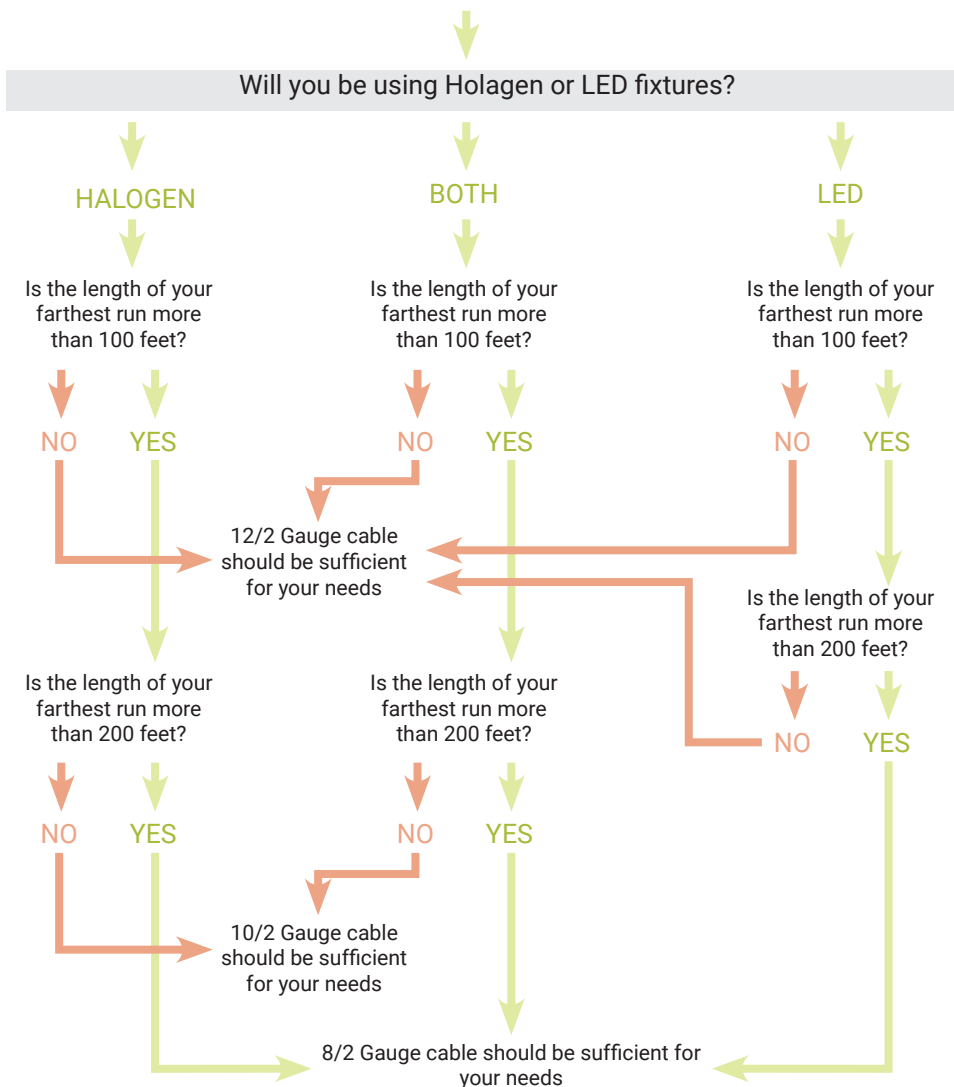 Will you be using Holagen or LED fixtures?
HALOGEN
BOTH
LED
Is the length of your
farthest run more
than 100 feet?
Is the length of your
farthest run more
than 100 feet?
Is the length of your
farthest run more
than 100 feet?
NO
YES
NO
YES
NO
YES
12/2 Gauge cable
should be sufficient
for your needs
Is the length of your
farthest run more
than 200 feet?
Is the length of your
farthest run more
than 200 feet?
Is the length of your
farthest run more
than 200 feet?
NO
YES
NO
YES
NO
YES
10/2 Gauge cable
should be sufficient
for your needs
8/2 Gauge cable should be sufficient for
your needs